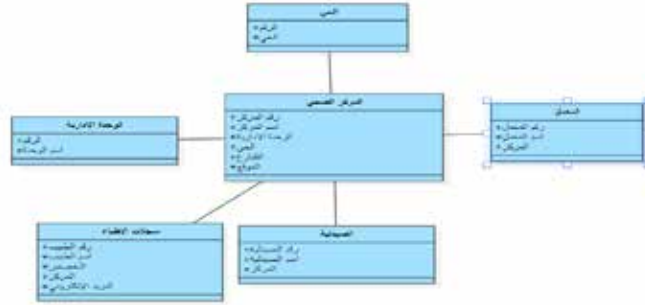 الحي
الرقم
الحي
المركز الصحي
رقم المركز
اسم المركز
الوحدة الادارية
الحي
الشارع
الموقع
المعمل
رقم المعمل
اسم المعمل
المركز
الوحدة الادارية
الرقم
اسم الوحدة
سجلات الاطباء
رقم الطبيب
اسم الطبيب
التخصص
المركز
البريد الإلكتروني
الصيدلية
رقم الصيدلية
اسم الصيدلية
المركز